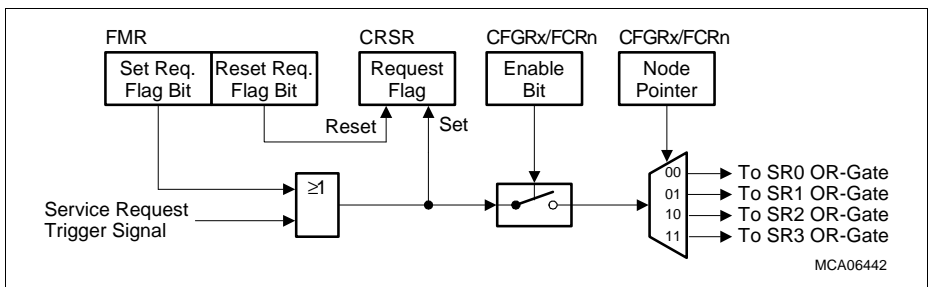 FMR
CRSR
CFGRx/FCRn
CFGRx/FCRn
Set Req.
Flag Bit
Reset Req.
Flag Bit
Request
Flag
Enable
Bit
Node
Pointer
Reset
Set
≥1
Service Request
Trigger Signal
00
01
10
11
To SR0 OR-Gate
To SR1 OR-Gate
To SR2 OR-Gate
To SR3 OR-Gate
MCA06442